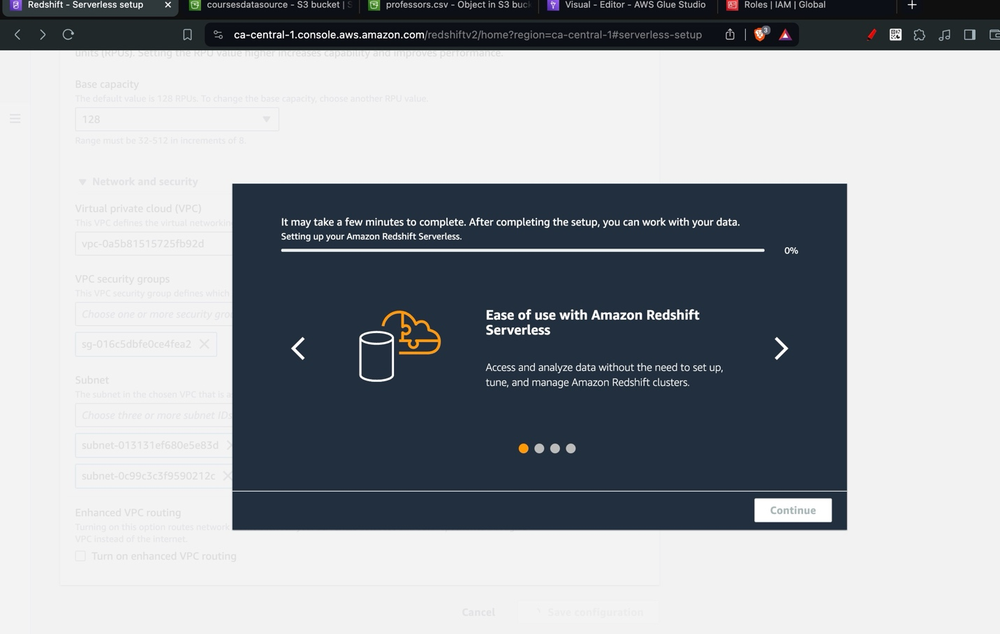 Redshift - Serverless setup
coursesdatasource - S3 bucket | S
professors.csv - Object in S3 buck
Visual - Editor - AWS Glue Studio
Roles | IAM | Global
ca-central-1.console.aws.amazon.com/redshiftv2/home?region=ca-central-1#serverless-setup
3
units (RPUs). Setting the RPU value higher increases capability and improves performance.
Base capacity
The default value is 128 RPUs. To change the base capacity, choose another RPU value.
128
Range must be 32-512 in increments of 8.
Network and security
Virtual private cloud (VPC)
This VPC defines the virtual networkin
vpc-0a5b81515725fb92d
VPC security groups
This VPC security group defines which
Choose one or more security grou
sg-016c5dbfe0ce4fea2
Subnet
The subnet in the chosen VPC that is a
Choose three or more subnet IDs
subnet-013131ef680e5e83d
subnet-0c99c3c3f9590212c
Enhanced VPC routing
Turning on this option routes network
VPC instead of the internet.
Turn on enhanced VPC routing
Cancel
Save configuration
It may take a few minutes to complete. After completing the setup, you can work with your data.
Setting up your Amazon Redshift Serverless.
0%
Ease of use with Amazon Redshift
Serverless
Access and analyze data without the need to set up,
tune, and manage Amazon Redshift clusters.
Continue